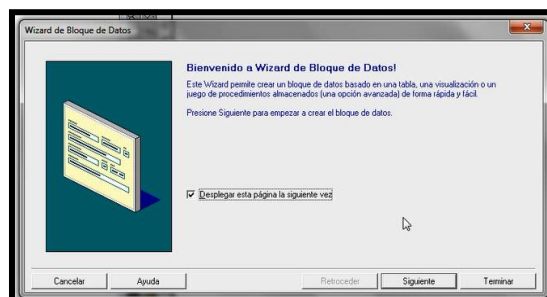 Wizard de Bloque de Datos
Bienvenido a Wizard de Bloque de Datos!
Este Wizard permite crear un bloque de datos basado en una tabla, una visualización o un
juego de procedimientos almacenados (una opción avanzada) de forma rápida y fácil.
Presione Siguiente para empezar a crear el bloque de datos.
Desplegar esta página la siguiente vez
Cancelar Ayuda Retroceder Siguiente Terminar